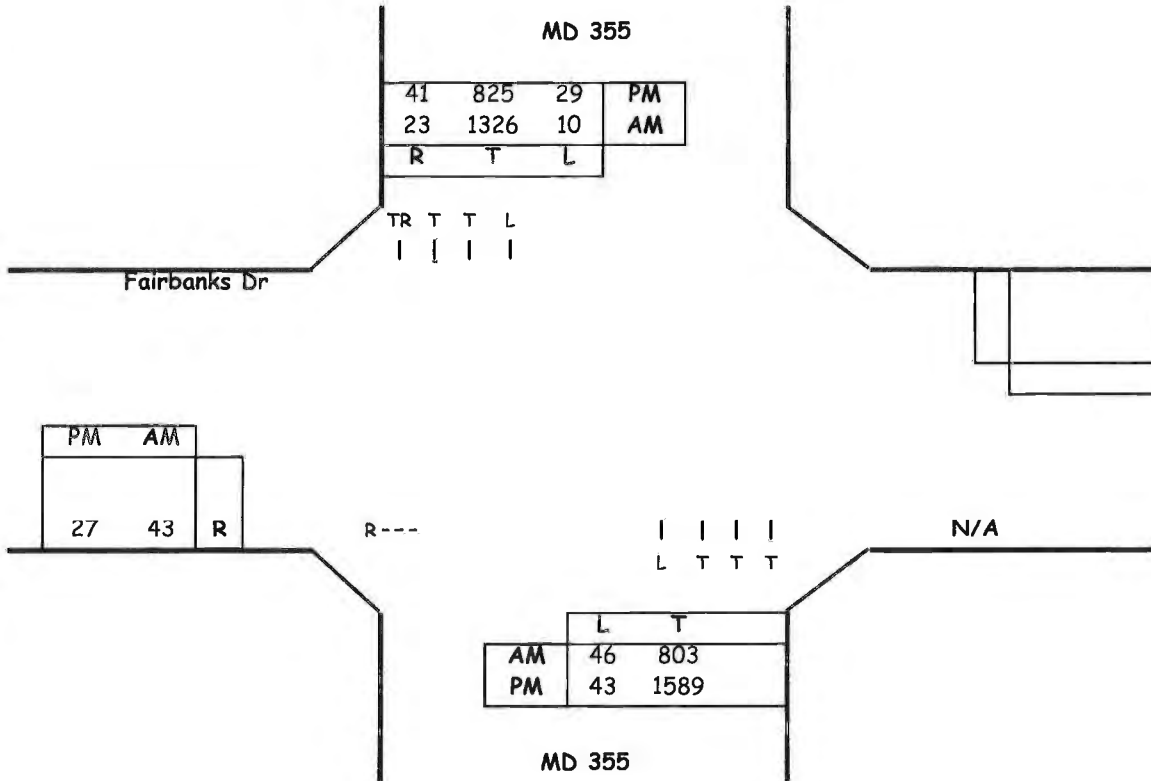 MD 355
41 825 29 PM
23 1326 10 AM
R T L
TR T T L
Fairbanks Dr
PM AM
27 43 R
R---
L T T T
N/A
L T
AM 46 803
PM 43 1589
MD 355